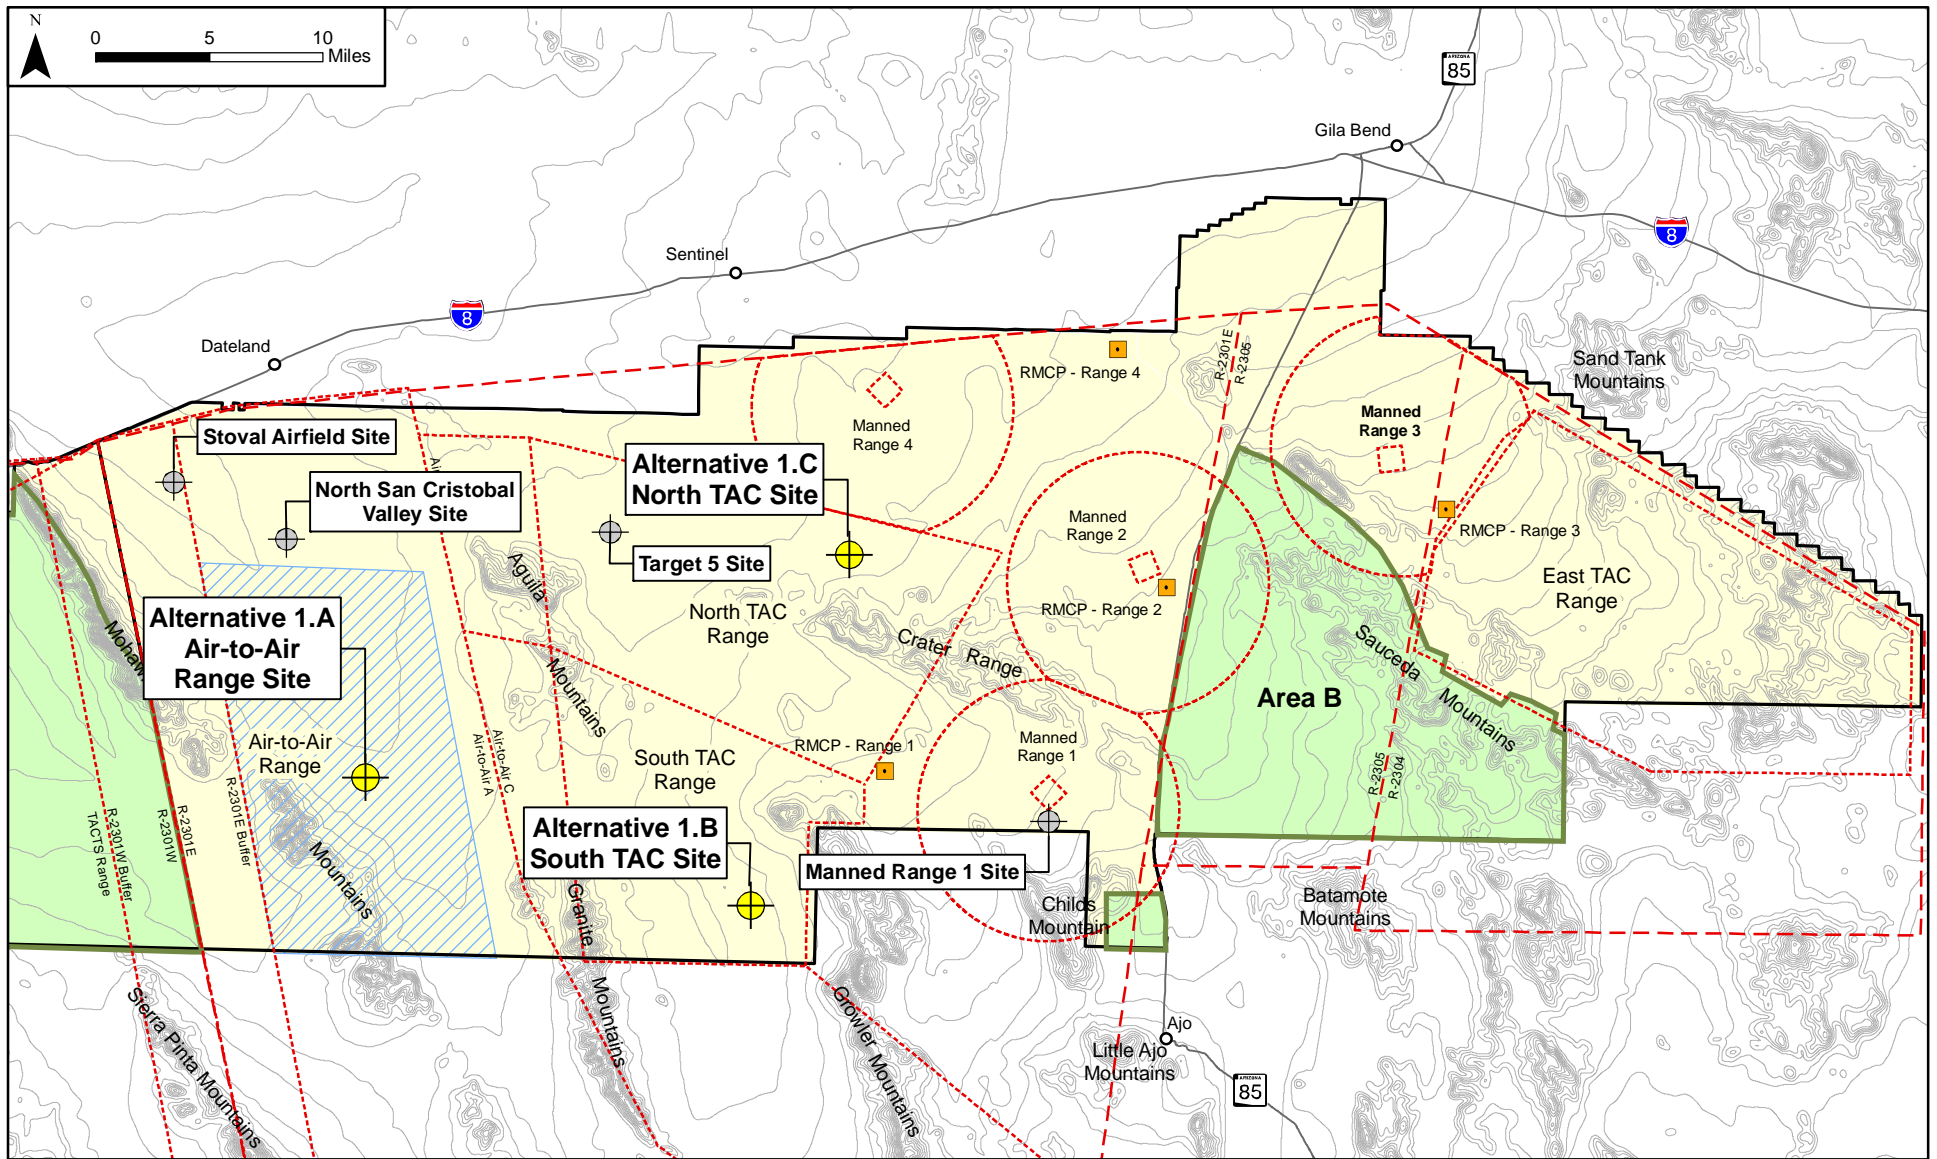 N
0 5 10
Miles
ARIZONA
85
Gila Bend
8
Sentinel
8
Dateland
Sand Tank
Mountains
R-2301E
R-2305
RMCP - Range 4
Manned
Range 4
Manned
Range 3
Stoval Airfield Site
Alternative 1.C
North TAC Site
North San Cristobal
Valley Site
Manned
Range 2
RMCP - Range 3
Target 5 Site
Aguila
Mountains
East TAC
Range
North TAC
Range
RMCP - Range 2
Alternative 1.A
Air-to-Air
Range Site
Crater Range
Sauceda
Mountains
Area B
Air-to-Air
Range
Air-to-Air C
Air-to-Air A
South TAC
Range
RMCP - Range 1
Manned
Range 1
R-2305
R-2304
R-2301W Buffer
TACTS Range
R-2301E
R-2301W
R-2301E Buffer
Mountains
Alternative 1.B
South TAC Site
Manned Range 1 Site
Granite
Mountains
Childs
Mountain
Batamote
Mountains
Sierra Pinta Mountains
Growler Mountains
Ajo
Little Ajo
Mountains
ARIZONA
85